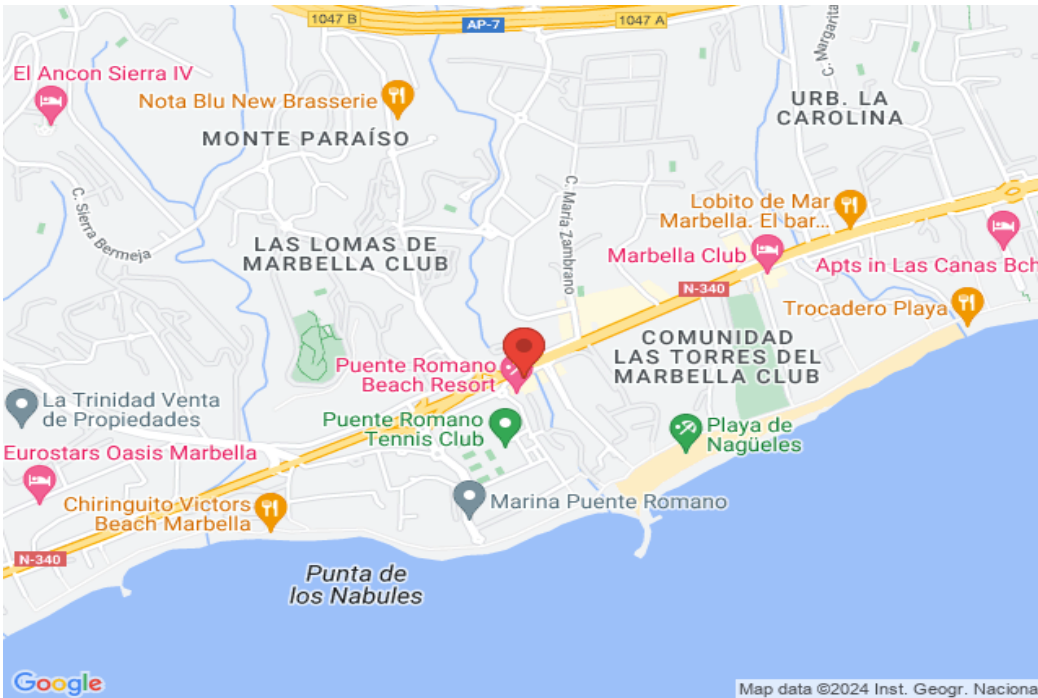 1047 B
AP-7
1047 A
C. Margarita
El Ancon Sierra IV
Nota Blu New Brasserie
MONTE PARAÍSO
URB. LA
CAROLINA
C. Sierra Bermeja
C. María Zambrano
Lobito de Mar
Marbella. El bar...
LAS LOMAS DE
MARBELLA CLUB
Marbella Club
Apts in Las Canas Bch
N-340
Trocadero Playa
COMUNIDAD
LAS TORRES DEL
MARBELLA CLUB
Puente Romano
Beach Resort
La Trinidad Venta
de Propiedades
Puente Romano
Tennis Club
Playa de
Nagüeles
Eurostars Oasis Marbella
Marina Puente Romano
Chiringuito Victors
Beach Marbella
N-340
Punta de
los Nabules
Google
Map data ©2024 Inst. Geogr. Naciona